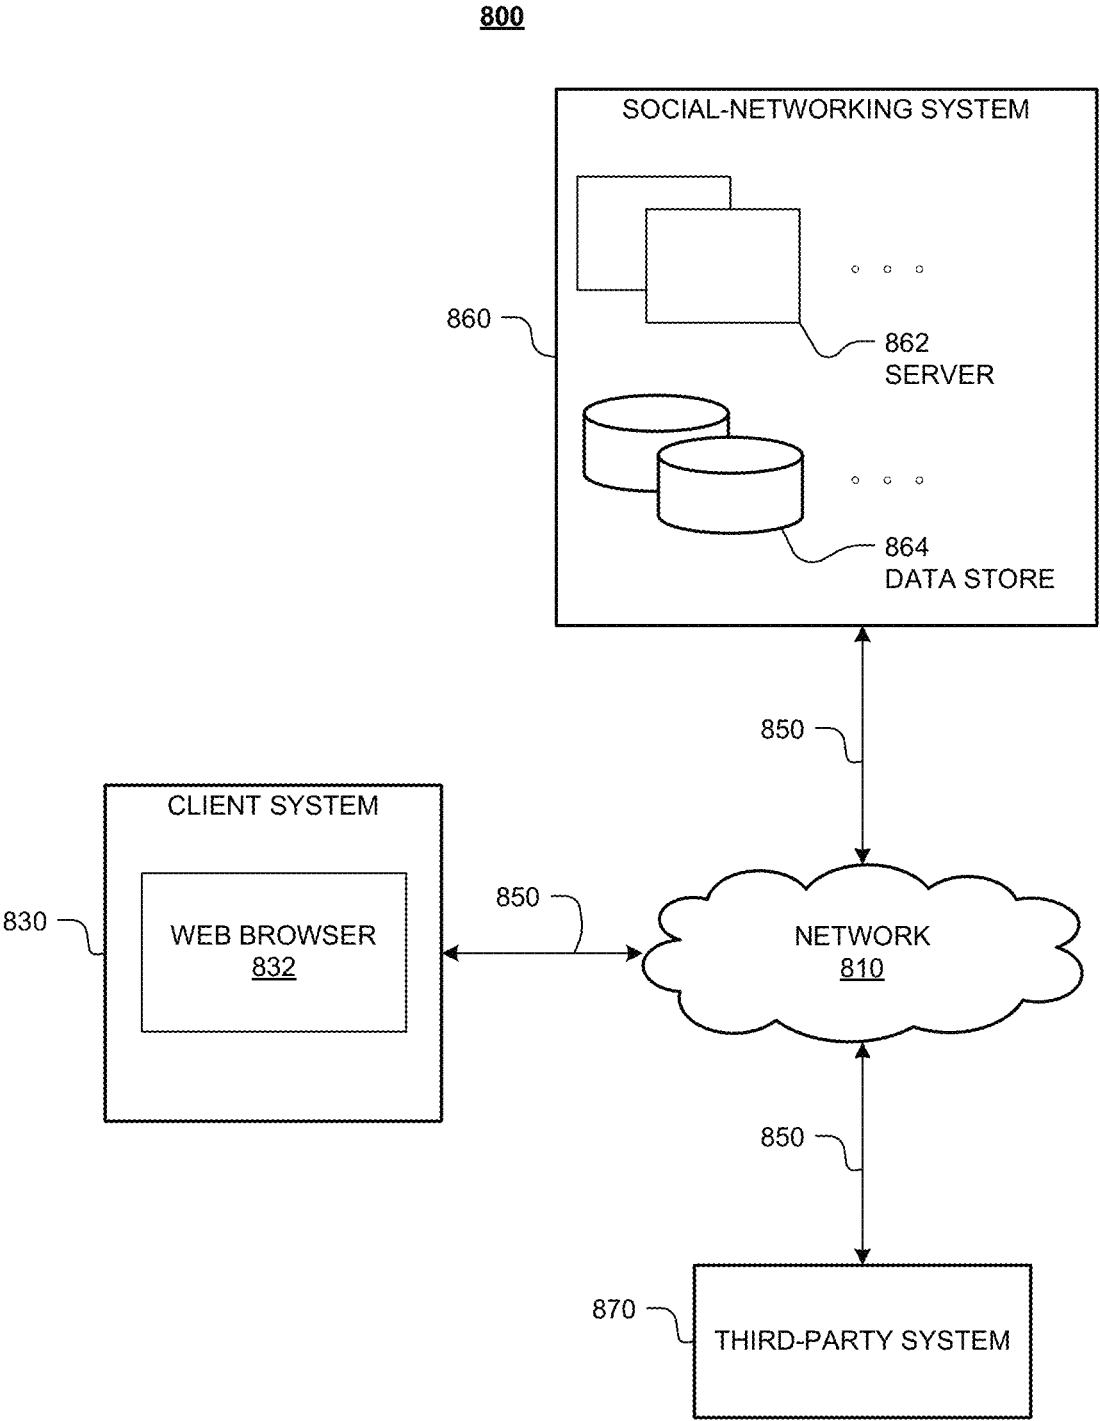 800
SOCIAL-NETWORKING SYSTEM
860
862
SERVER
864
DATA STORE
850
CLIENT SYSTEM
830
WEB BROWSER
832
850
NETWORK
810
850
870
THIRD-PARTY SYSTEM